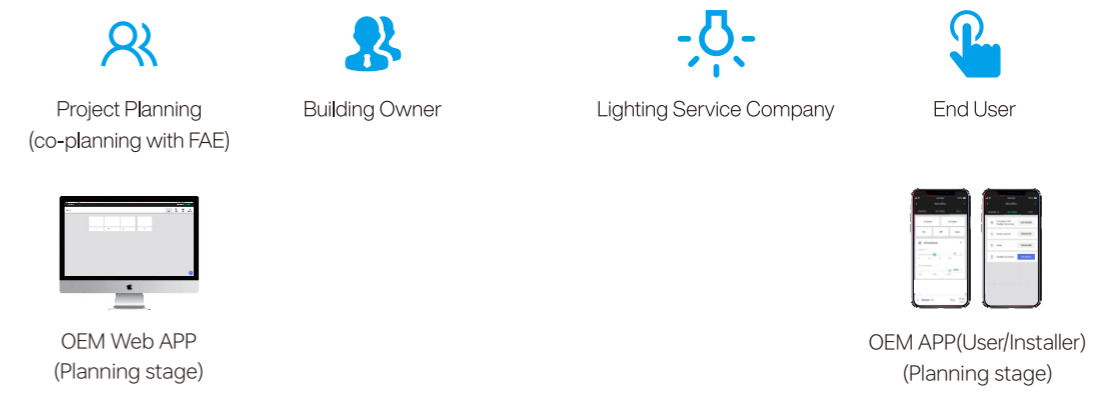 Project Planning
(co-planning with FAE)
Building Owner
Lighting Service Company
End User
OEM Web APP
(Planning stage)
OEM APP(User/Installer)
(Planning stage)